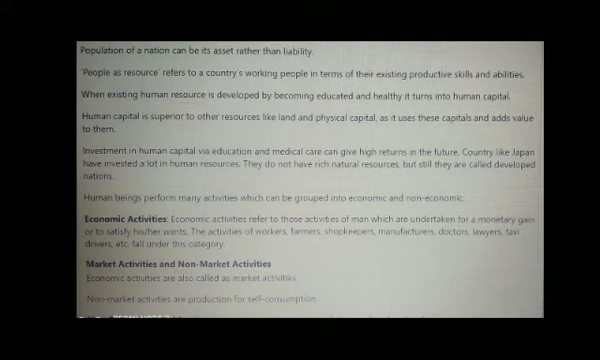 Population of a nation can be its asset rather than liability.
'People as resource' refers to a country's working people in terms of their existing productive skills and abilities.
When existing human resource is developed by becoming educated and healthy it turns into human capital.
Human capital is superior to other resources like land and physical capital, as it uses these capitals and adds value
to them.
Investment in human capital via education and medical care can give high returns in the future. Country like Japan
have invested a lot in human resources. They do not have rich natural resources, but still they are called developed
nations.
Human beings perform many activities which can be grouped into economic and non-economic.
Economic Activities: Economic activities refer to those activities of man which are undertaken for a monetary gain
or to satisfy his/her wants. The activities of workers, farmers, shopkeepers, manufacturers, doctors, lawyers, taxi
drivers, etc. fall under this category.
Market Activities and Non-Market Activities
Economic activities are also called as market activities
Non-market activities are production for self-consumption.